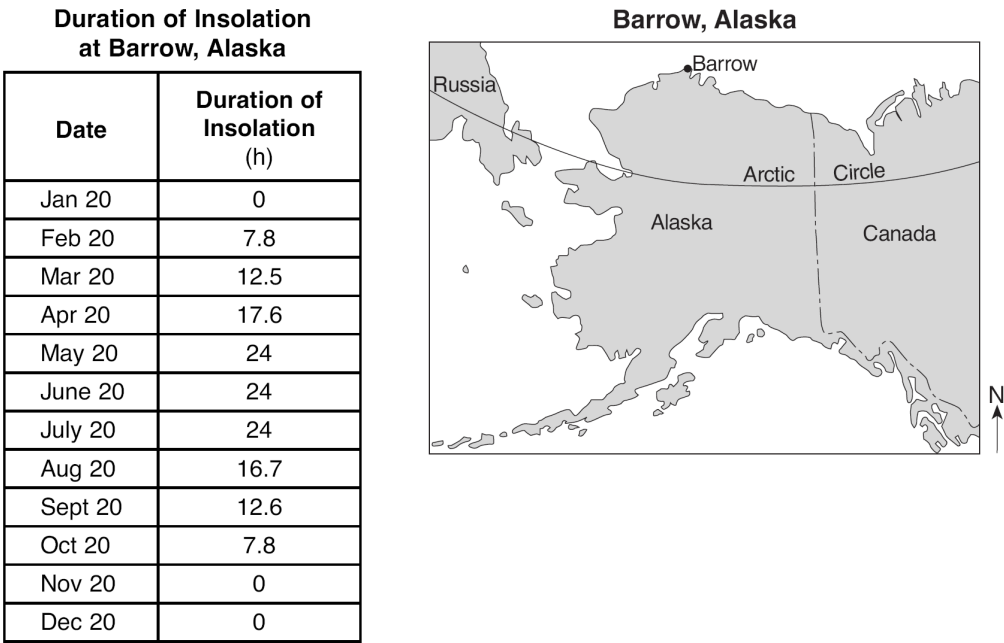 Duration of Insolation
at Barrow, Alaska
Date
Duration of
Insolation
(h)
Jan 20 0
Feb 20 7.8
Mar 20 12.5
Apr 20 17.6
May 20 24
June 20 24
July 20 24
Aug 20 16.7
Sept 20 12.6
Oct 20 7.8
Nov 20 0
Dec 20 0
Barrow, Alaska
Barrow
Russia
Arctic Circle
Alaska
Canada
N